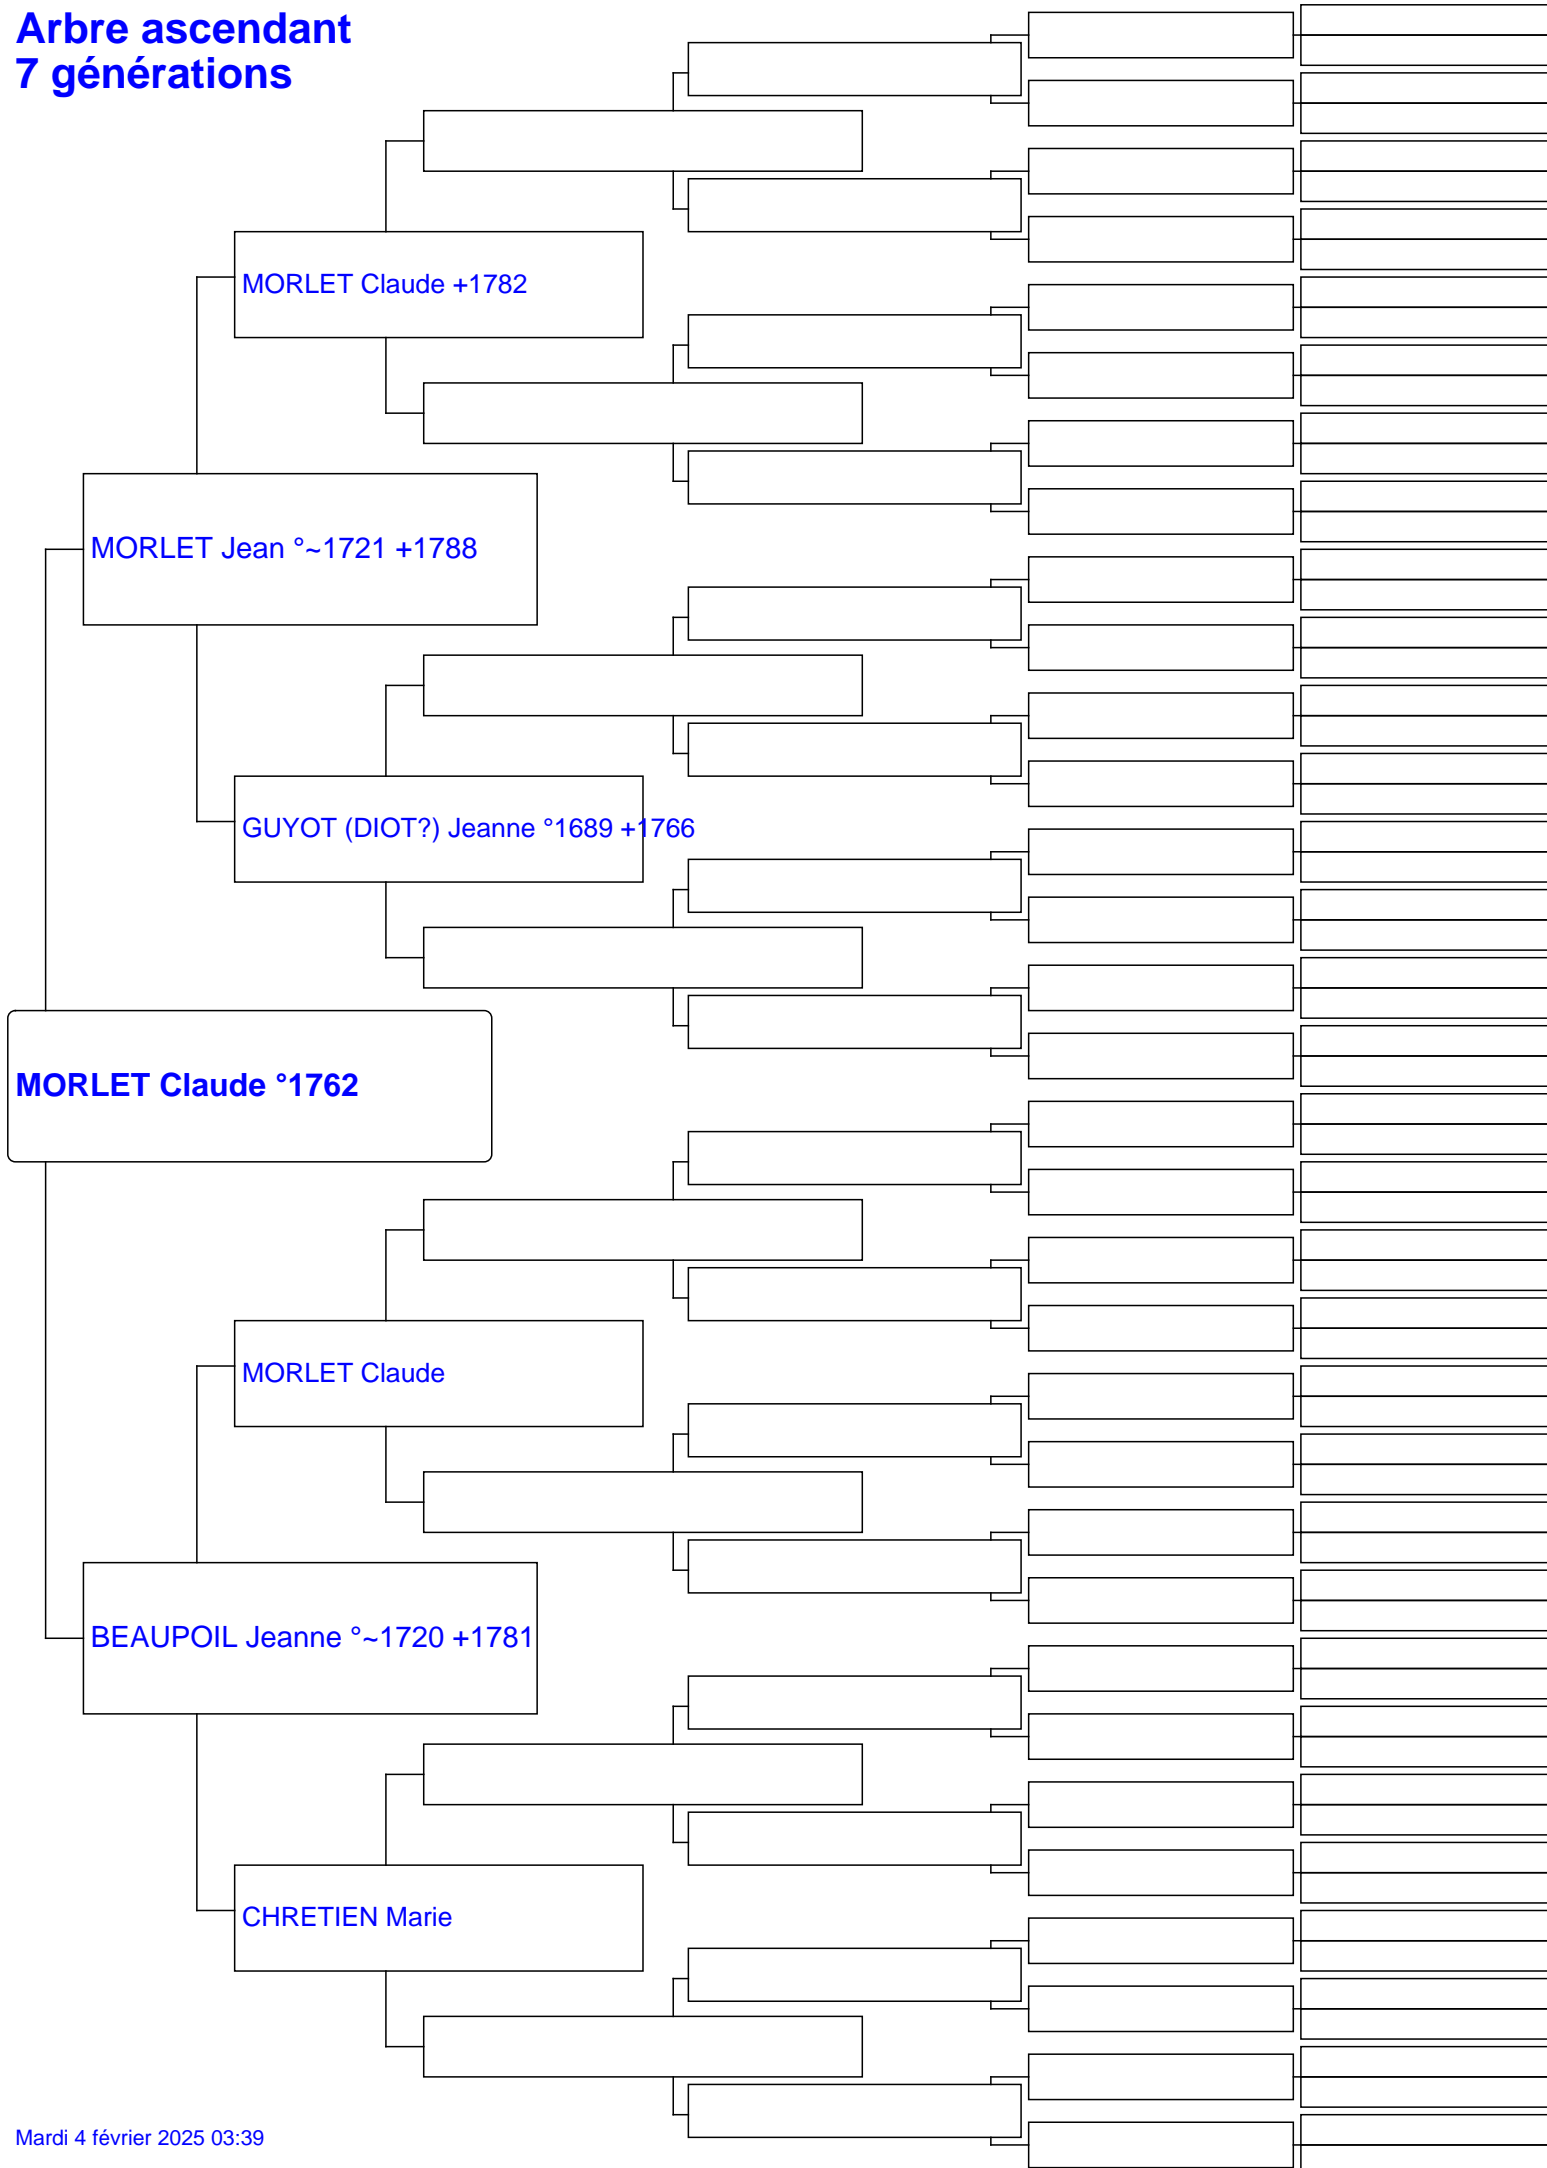 Arbre ascendant
7 générations
MORLET Claude +1782
MORLET Jean °~1721 +1788
GUYOT (DIOT?) Jeanne °1689 +1766
MORLET Claude °1762
MORLET Claude
BEAUPOIL Jeanne °~1720 +1781
CHRETIEN Marie
Mardi 4 février 2025 03:39